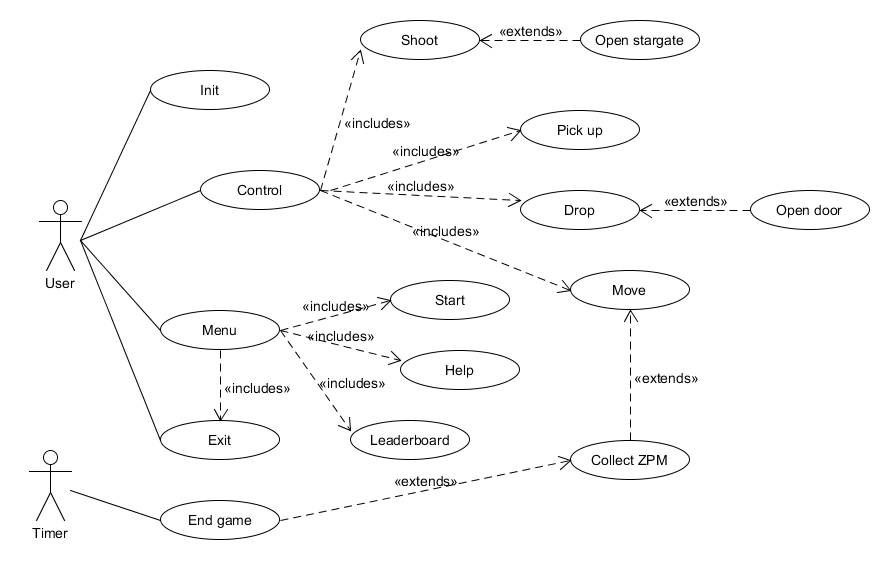 Shoot
«extends»
Open stargate
Init
«includes»
Pick up
«includes»
Control
«includes»
Drop
«extends»
Open door
«includes»
User
Move
Start
«includes»
Menu
«includes»
Help
«includes»
«includes»
«extends»
Exit
Leaderboard
Collect ZPM
«extends»
End game
Timer